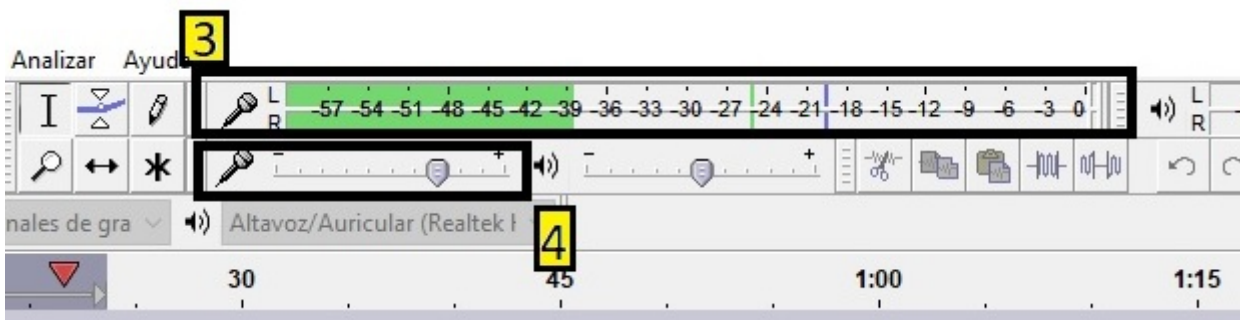 3
Analizar Ayud
L
R
-57 -54 -51 -48 -45 -42 -39 -36 -33 -30 -27 -24 -21 -18 -15 -12 -9 -6 -3 0
L
R
- +
- +
4
nales de gra
Altavoz/Auricular (Realtek
30 45 1:00 1:15